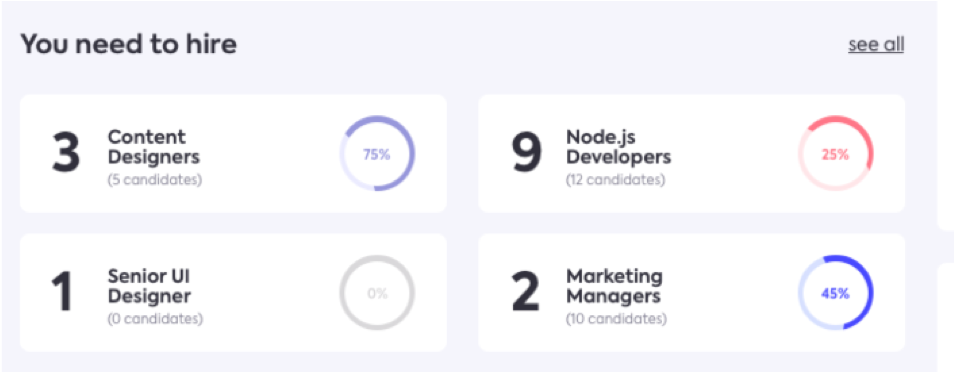 You need to hire
see all
3
Content
Designers
(5 candidates)
75%
9
Node.js
Developers
(12 candidates)
25%
1
Senior UI
Designer
(0 candidates)
0%
2
Marketing
Managers
(10 candidates)
45%